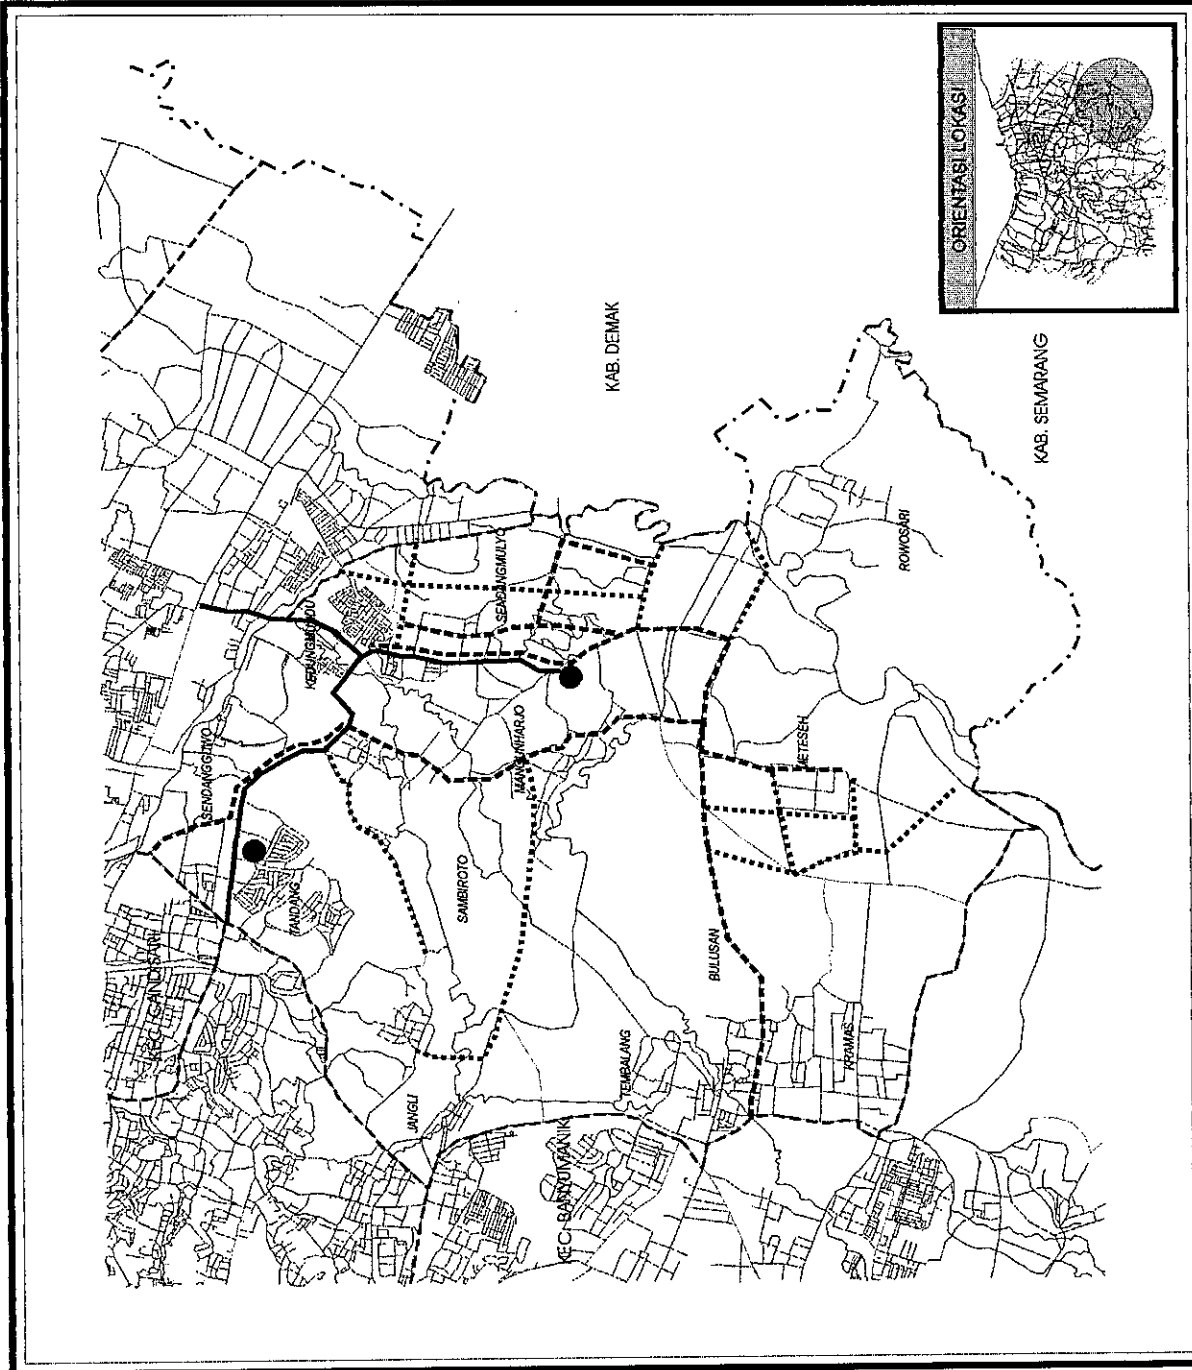 ORIENTASI LOKASI
KAB. DEMAK
KAB. SEMARANG
ROWOSARI
SENDANGMULYO
KEDUNGMUNDU
SENDANGGUWO
MANGUNHARJO
METESEH
TANDANG
SAMBIROTO
KEC. GANDISARI
BULUSAN
KRAMAS
TEMBALANG
JANGLI
KEC. BANYUMANIK